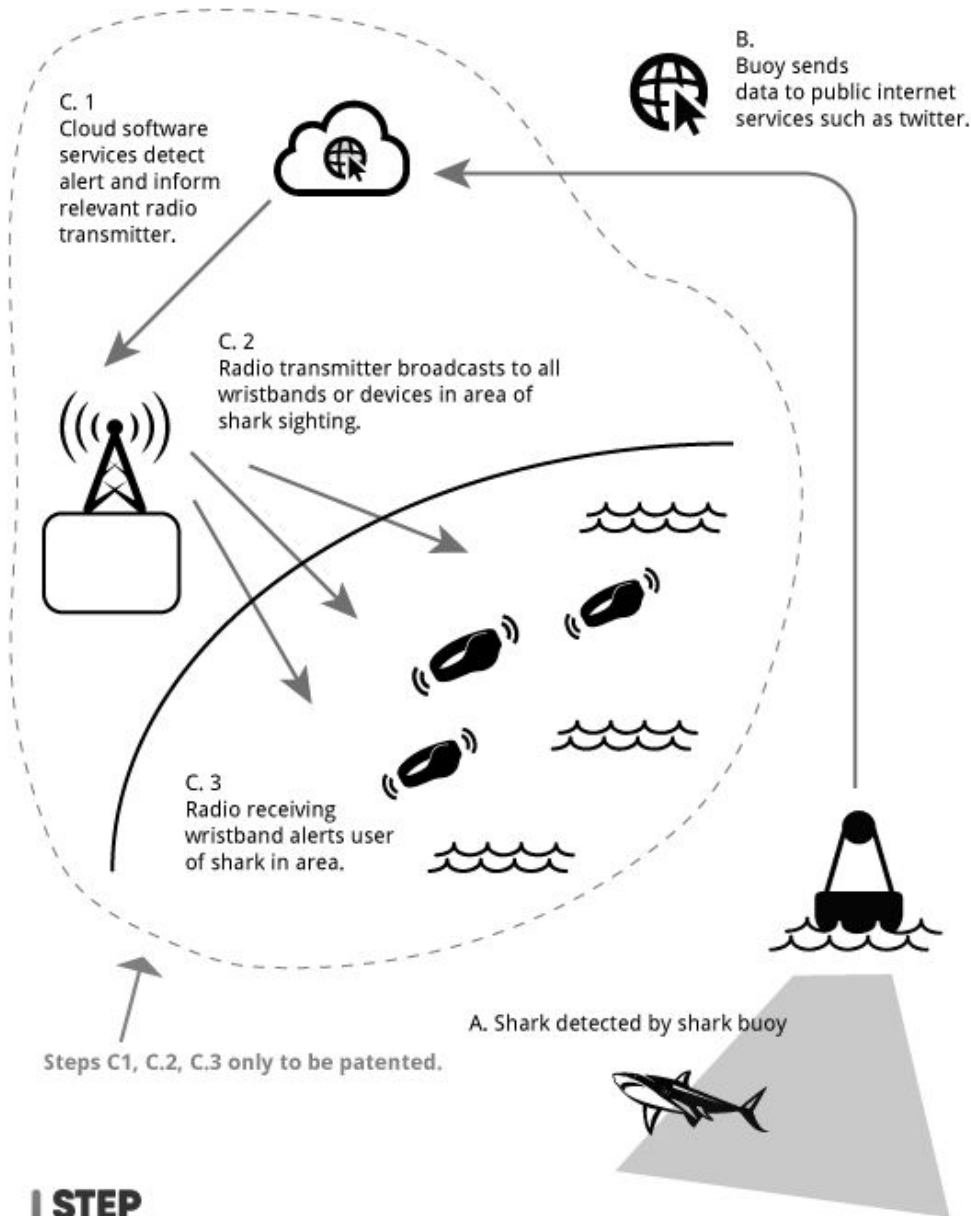 B.
Buoy sends
data to public internet
services such as twitter.
C. 1
Cloud software
services detect
alert and inform
relevant radio
transmitter.
C. 2
Radio transmitter broadcasts to all
wristbands or devices in area of
shark sighting.
C. 3
Radio receiving
wristband alerts user
of shark in area.
A. Shark detected by shark buoy
Steps C1, C.2, C.3 only to be patented.
STEP